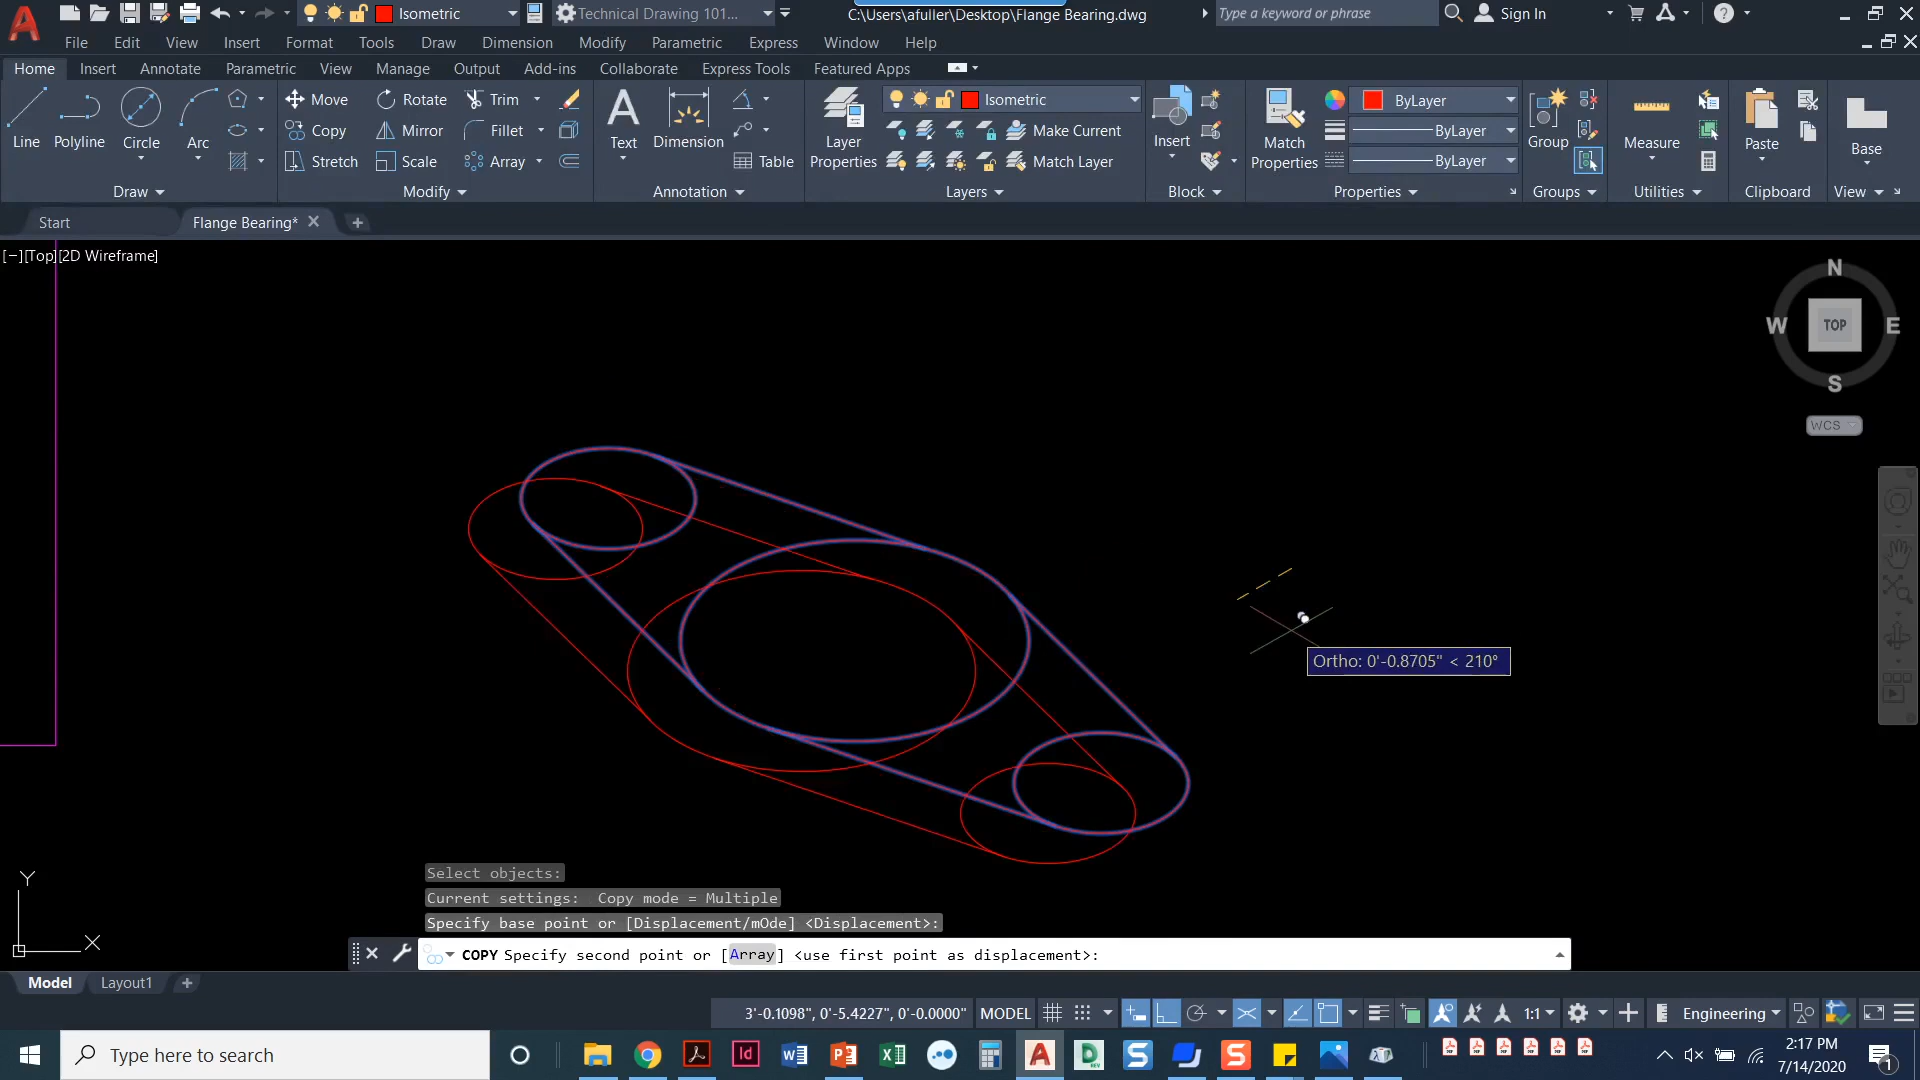 Isometric
Technical Drawing 101...
C:\Users\afuller\Desktop\Flange Bearing.dwg
Type a keyword or phrase
Sign In
File Edit View Insert Format Tools Draw Dimension Modify Parametric Express Window Help
Home Insert Annotate Parametric View Manage Output Add-ins Collaborate Express Tools Featured Apps
Move Rotate Trim Isometric ByLayer
Copy Mirror Fillet Make Current ByLayer
Line Polyline Circle Arc Text Dimension Layer Properties Insert Match Properties Group Measure Paste Base
Stretch Scale Array Table Match Layer ByLayer
Draw Modify Annotation Layers Block Properties Groups Utilities Clipboard View
Start Flange Bearing*
[−][Top][2D Wireframe]
N
W TOP E
S
WCS
Ortho: 0'-0.8705" < 210°
Y
X
Select objects:
Current settings:  Copy mode = Multiple
Specify base point or [Displacement/mOde] <Displacement>:
COPY Specify second point or [Array] <use first point as displacement>:
Model Layout1
3'-0.1098", 0'-5.4227", 0'-0.0000" MODEL 1:1 Engineering
Type here to search
2:17 PM
7/14/2020
1